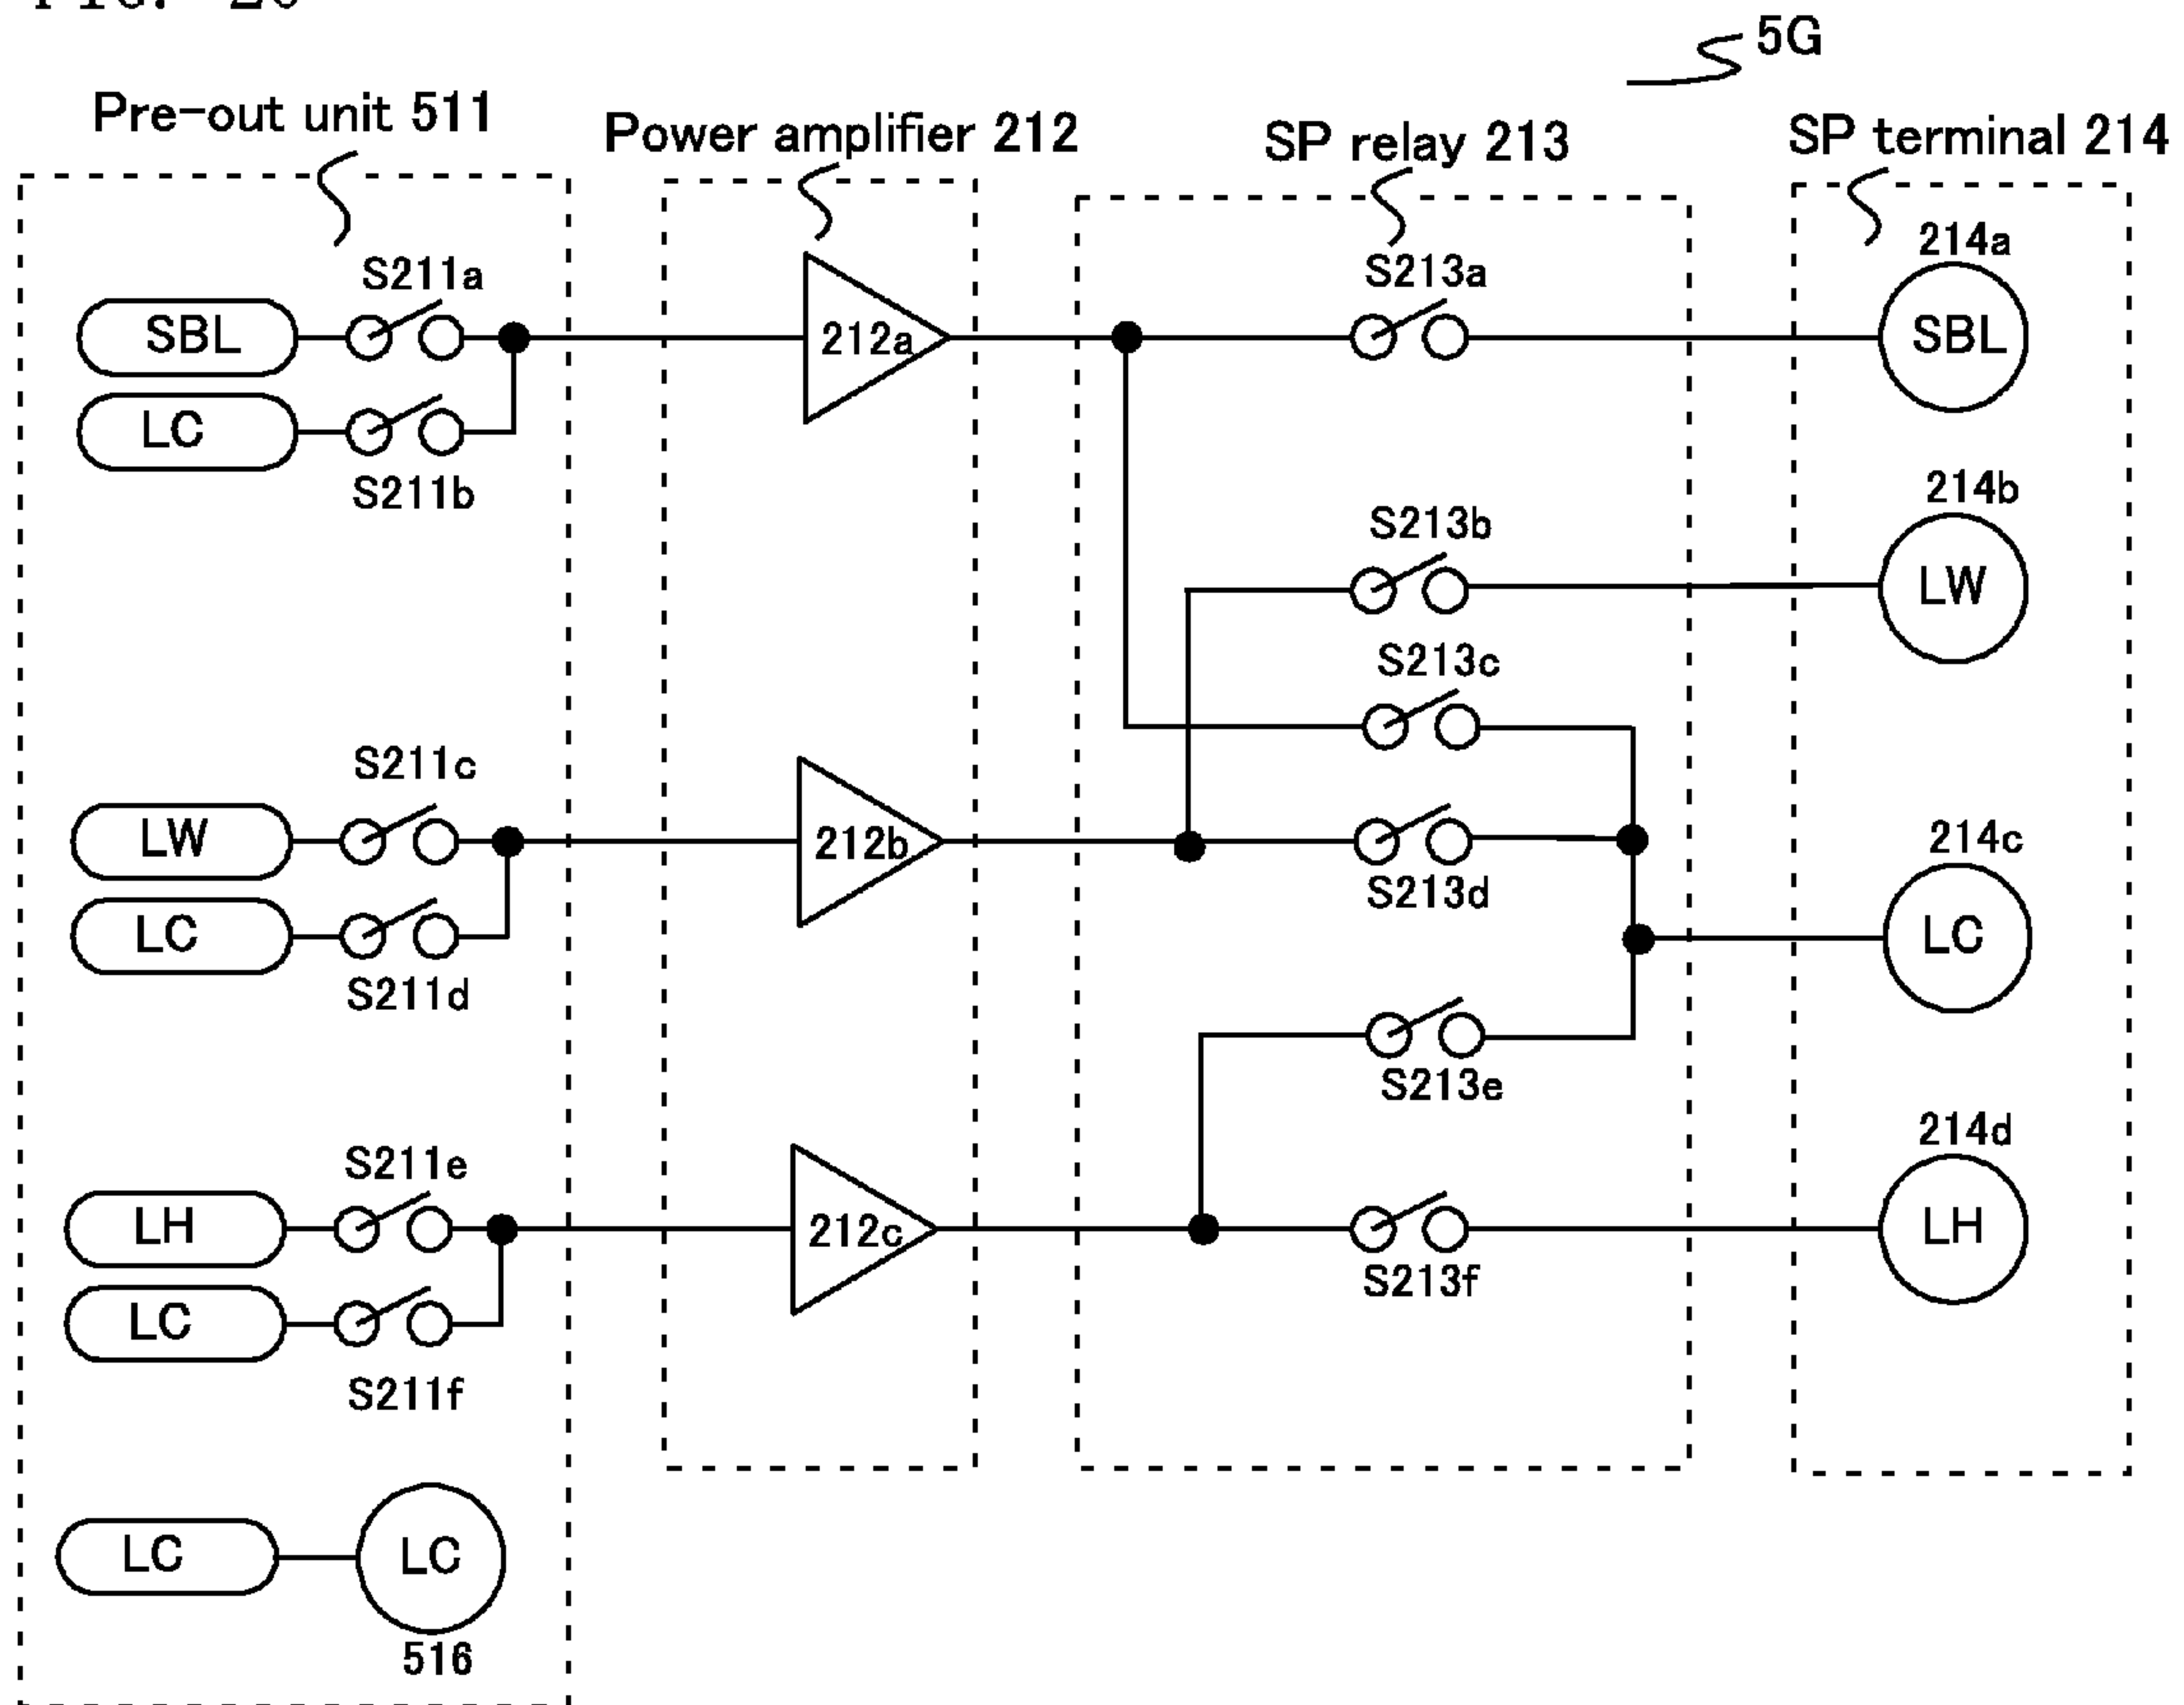 5G
Pre-out unit 511
Power amplifier 212
SP relay 213
SP terminal 214
S211a
S213a
214a
SBL
212a
SBL
LC
S211b
S213b
214b
LW
S213c
S211c
LW
212b
214c
LC
S211d
S213d
LC
S213e
S211e
214d
LH
212c
LH
LC
S213f
S211f
LC
LC
516